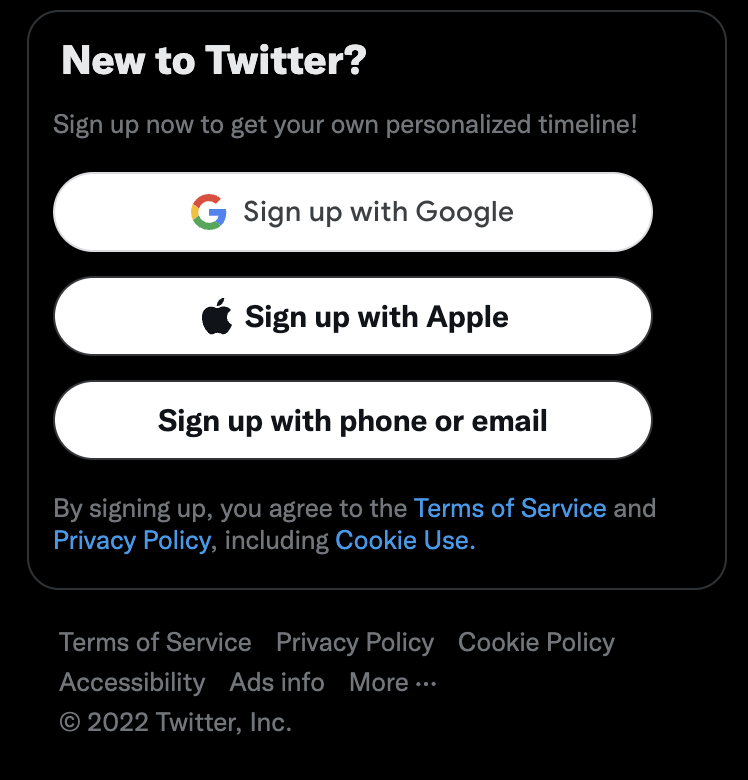 New to Twitter?
Sign up now to get your own personalized timeline!
Sign up with Google
Sign up with Apple
Sign up with phone or email
By signing up, you agree to the Terms of Service and
Privacy Policy, including Cookie Use.
Terms of Service Privacy Policy Cookie Policy
Accessibility Ads info More ···
© 2022 Twitter, Inc.